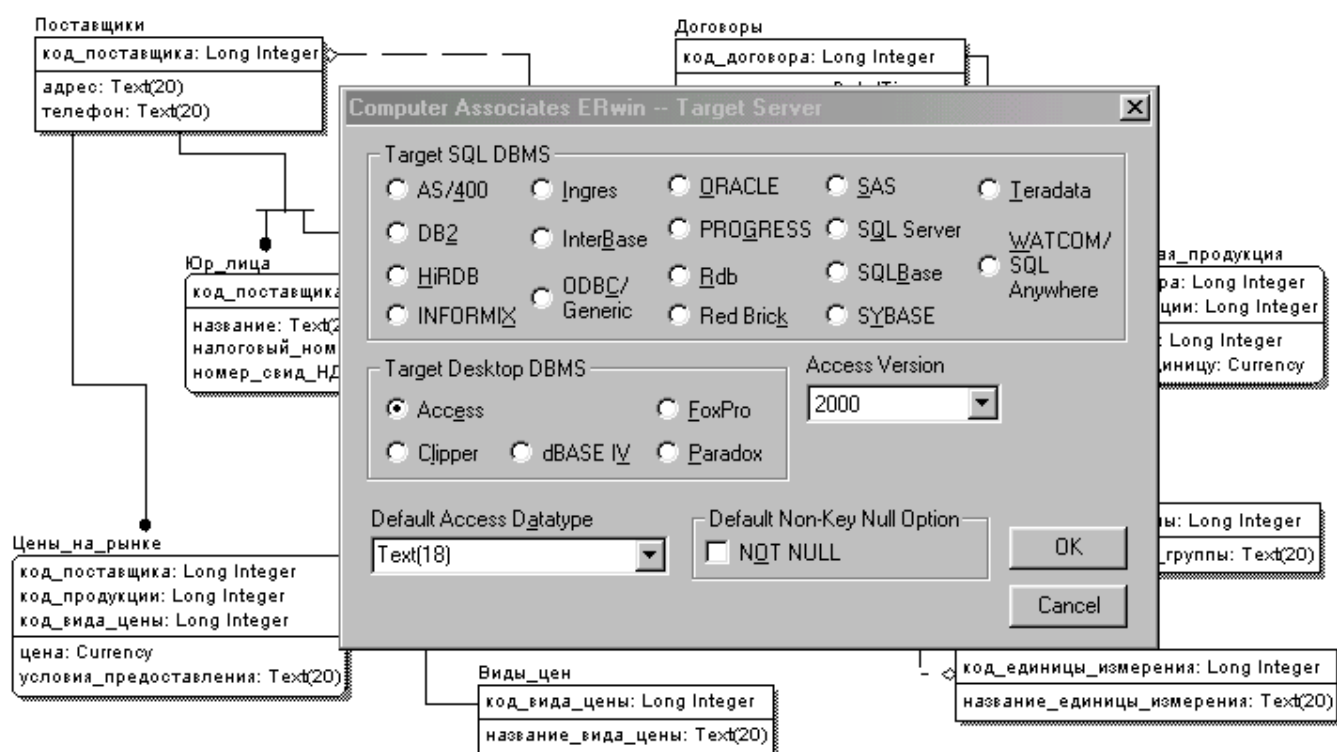 Поставщики
код_поставщика: Long Integer
адрес: Text(20)
телефон: Text(20)
Договоры
код_договора: Long Integer
Computer Associates ERwin -- Target Server
Target SQL DBMS
AS/400
DB2
HiRDB
INFORMIX
Ingres
InterBase
ODBC/
Generic
ORACLE
PROGRESS
Rdb
Red Brick
SAS
SQL Server
SQLBase
SYBASE
Teradata
WATCOM/
SQL
Anywhere
Target Desktop DBMS
Access
FoxPro
Clipper
dBASE IV
Paradox
Access Version
2000
Default Access Datatype
Text(18)
Default Non-Key Null Option
NOT NULL
OK
Cancel
Юр_лица
код_поставщика
название: Text(2
налоговый_ном
номер_свид_НД
ая_продукция
ра: Long Integer
ции: Long Integer
: Long Integer
иницу: Currency
Цены_на_рынке
код_поставщика: Long Integer
код_продукции: Long Integer
код_вида_цены: Long Integer
цена: Currency
условия_предоставления: Text(20)
ы: Long Integer
_группы: Text(20)
Виды_цен
код_вида_цены: Long Integer
название_вида_цены: Text(20)
код_единицы_измерения: Long Integer
название_единицы_измерения: Text(20)